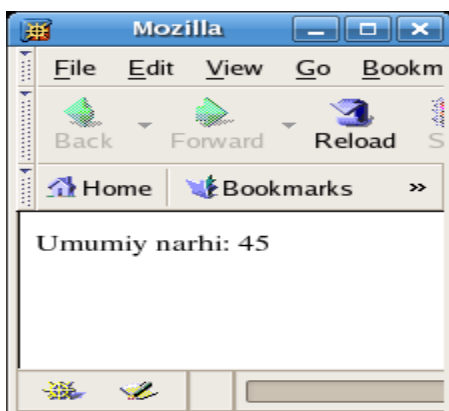 Mozilla
File Edit View Go Bookm
Back Forward Reload S
Home Bookmarks »
Umumiy narhi: 45